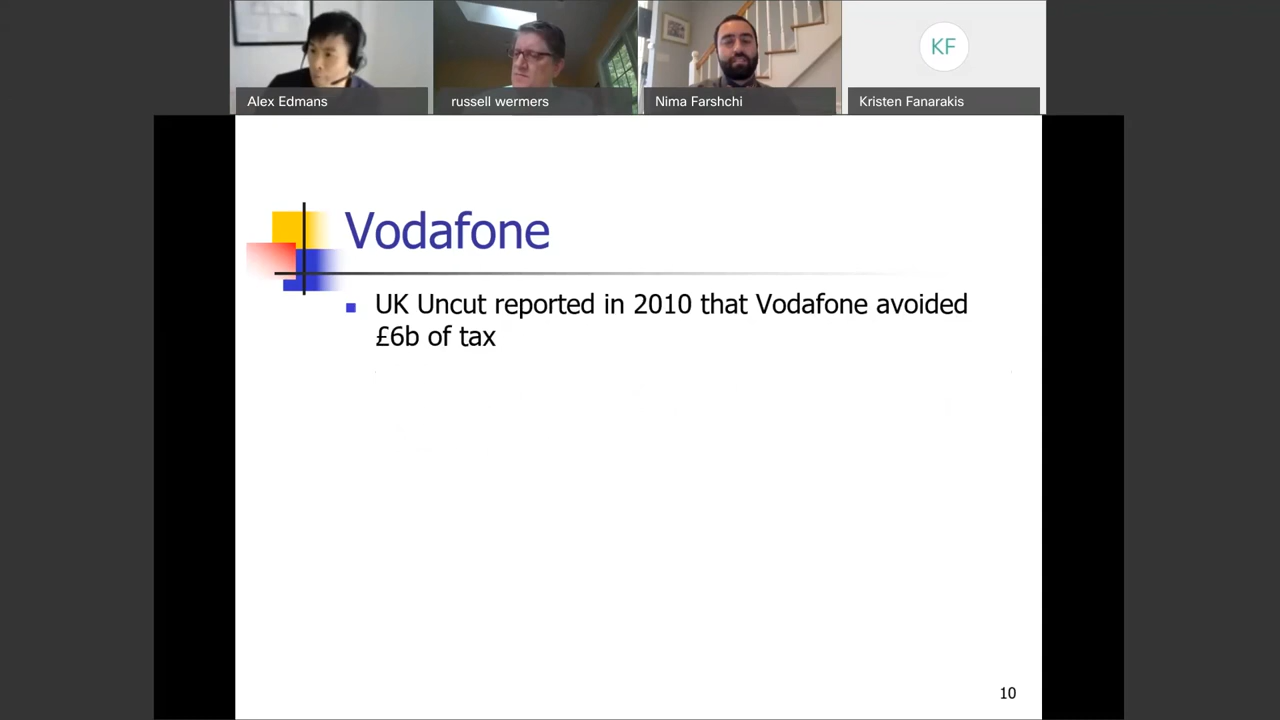 Alex Edmans
russell wermers
Nima Farshchi
KF
Kristen Fanarakis
Vodafone
UK Uncut reported in 2010 that Vodafone avoided
£6b of tax
10